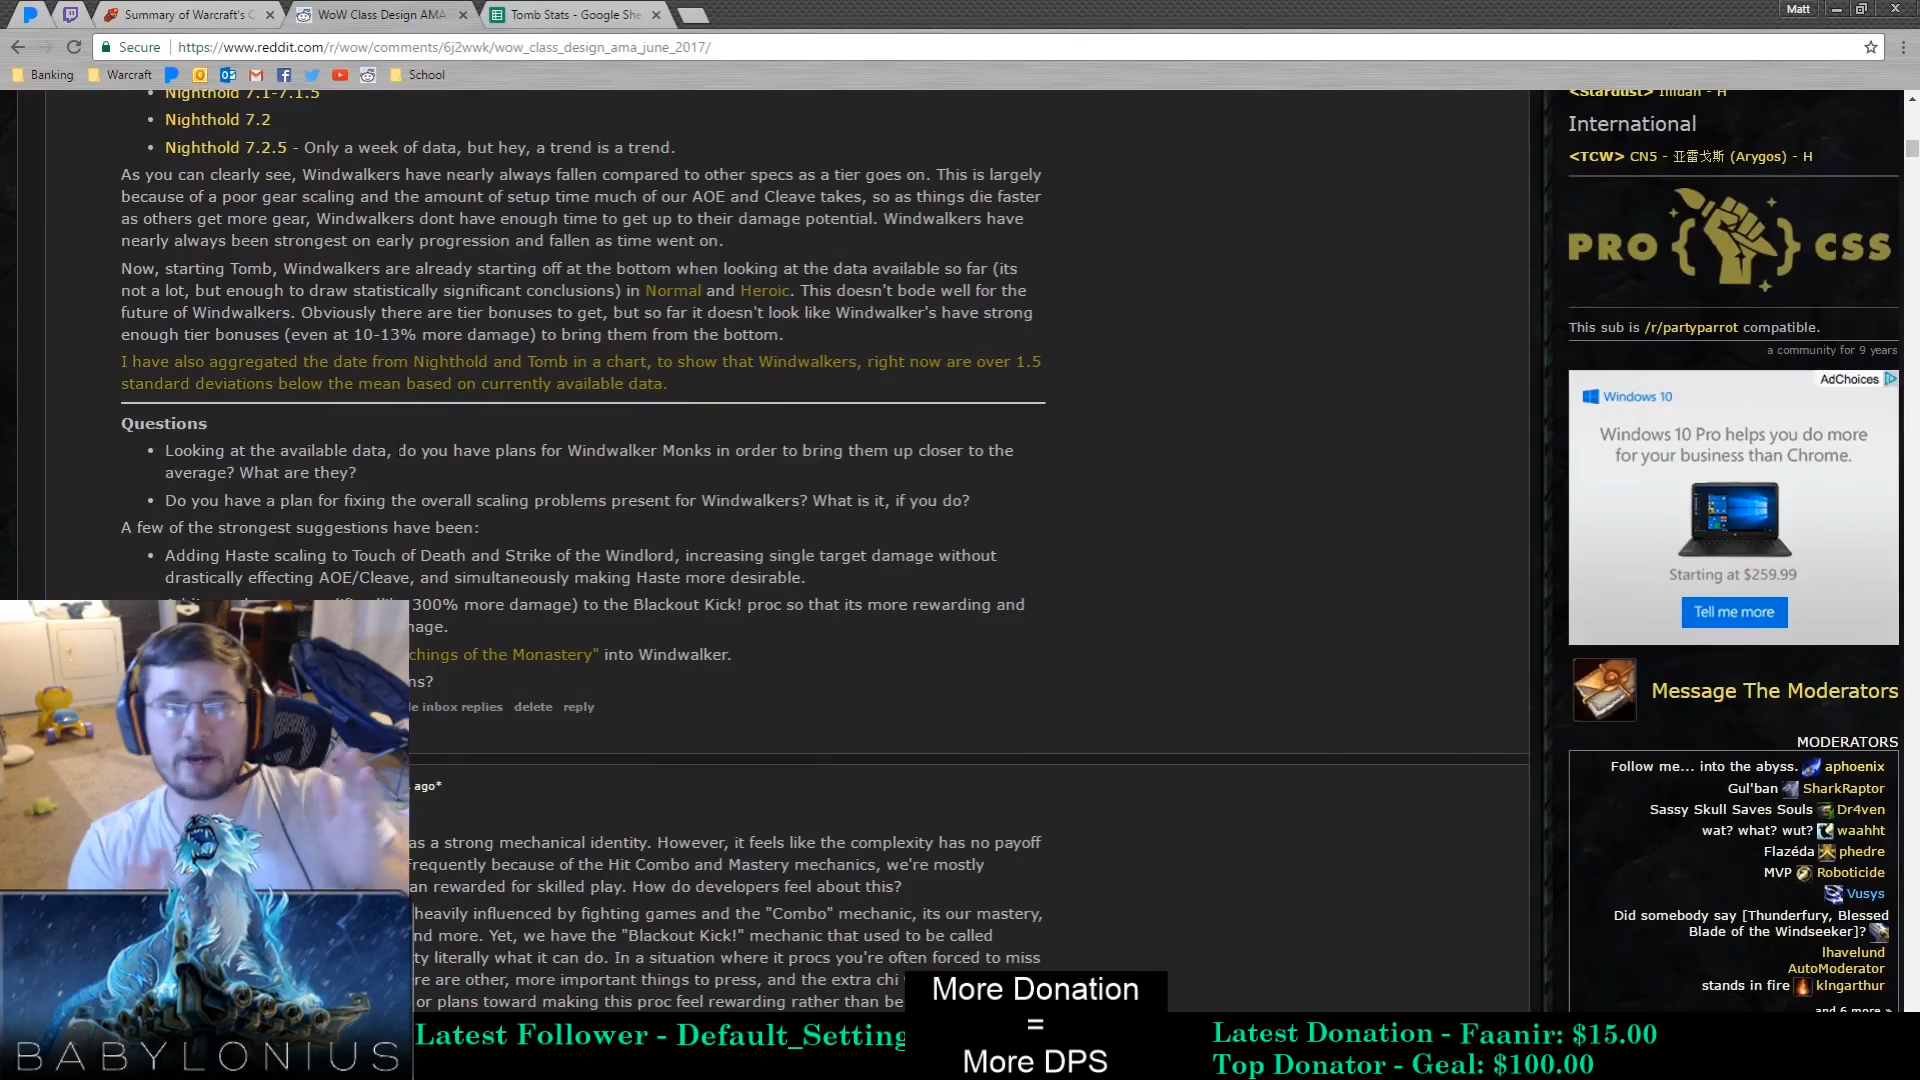 Summary of Warcraft's C
WoW Class Design AMA
Tomb Stats - Google She
Matt
Secure
https://www.reddit.com/r/wow/comments/6j2wwk/wow_class_design_ama_june_2017/
Banking
Warcraft
School
Nighthold 7.1-7.1.5
Nighthold 7.2
Nighthold 7.2.5 - Only a week of data, but hey, a trend is a trend.
As you can clearly see, Windwalkers have nearly always fallen compared to other specs as a tier goes on. This is largely
because of a poor gear scaling and the amount of setup time much of our AOE and Cleave takes, so as things die faster
as others get more gear, Windwalkers dont have enough time to get up to their damage potential. Windwalkers have
nearly always been strongest on early progression and fallen as time went on.
Now, starting Tomb, Windwalkers are already starting off at the bottom when looking at the data available so far (its
not a lot, but enough to draw statistically significant conclusions) in Normal and Heroic. This doesn't bode well for the
future of Windwalkers. Obviously there are tier bonuses to get, but so far it doesn't look like Windwalker's have strong
enough tier bonuses (even at 10-13% more damage) to bring them from the bottom.
I have also aggregated the date from Nighthold and Tomb in a chart, to show that Windwalkers, right now are over 1.5
standard deviations below the mean based on currently available data.
Questions
Looking at the available data, do you have plans for Windwalker Monks in order to bring them up closer to the
average? What are they?
Do you have a plan for fixing the overall scaling problems present for Windwalkers? What is it, if you do?
A few of the strongest suggestions have been:
Adding Haste scaling to Touch of Death and Strike of the Windlord, increasing single target damage without
drastically effecting AOE/Cleave, and simultaneously making Haste more desirable.
300% more damage) to the Blackout Kick! proc so that its more rewarding and
nage.
chings of the Monastery" into Windwalker.
ns?
le inbox replies delete reply
ago*
as a strong mechanical identity. However, it feels like the complexity has no payoff
requently because of the Hit Combo and Mastery mechanics, we're mostly
an rewarded for skilled play. How do developers feel about this?
heavily influenced by fighting games and the "Combo" mechanic, its our mastery,
nd more. Yet, we have the "Blackout Kick!" mechanic that used to be called
ty literally what it can do. In a situation where it procs you're often forced to miss
re are other, more important things to press, and the extra chi
or plans toward making this proc feel rewarding rather than be
<Stardust> Illidan - H
International
<TCW> CN5 - 亚雷戈斯 (Arygos) - H
PRO { } CSS
This sub is /r/partyparrot compatible.
a community for 9 years
AdChoices
Windows 10
Windows 10 Pro helps you do more
for your business than Chrome.
Starting at $259.99
Tell me more
Message The Moderators
MODERATORS
Follow me... into the abyss. aphoenix
Gul'ban SharkRaptor
Sassy Skull Saves Souls Dr4ven
wat? what? wut? waahht
Flazéda phedre
MVP Roboticide
Vusys
Did somebody say [Thunderfury, Blessed
Blade of the Windseeker]?
lhavelund
AutoModerator
stands in fire klngarthur
and 6 more »
BABYLONIUS
Latest Follower - Default_Setting
More Donation
=
More DPS
Latest Donation - Faanir: $15.00
Top Donator - Geal: $100.00